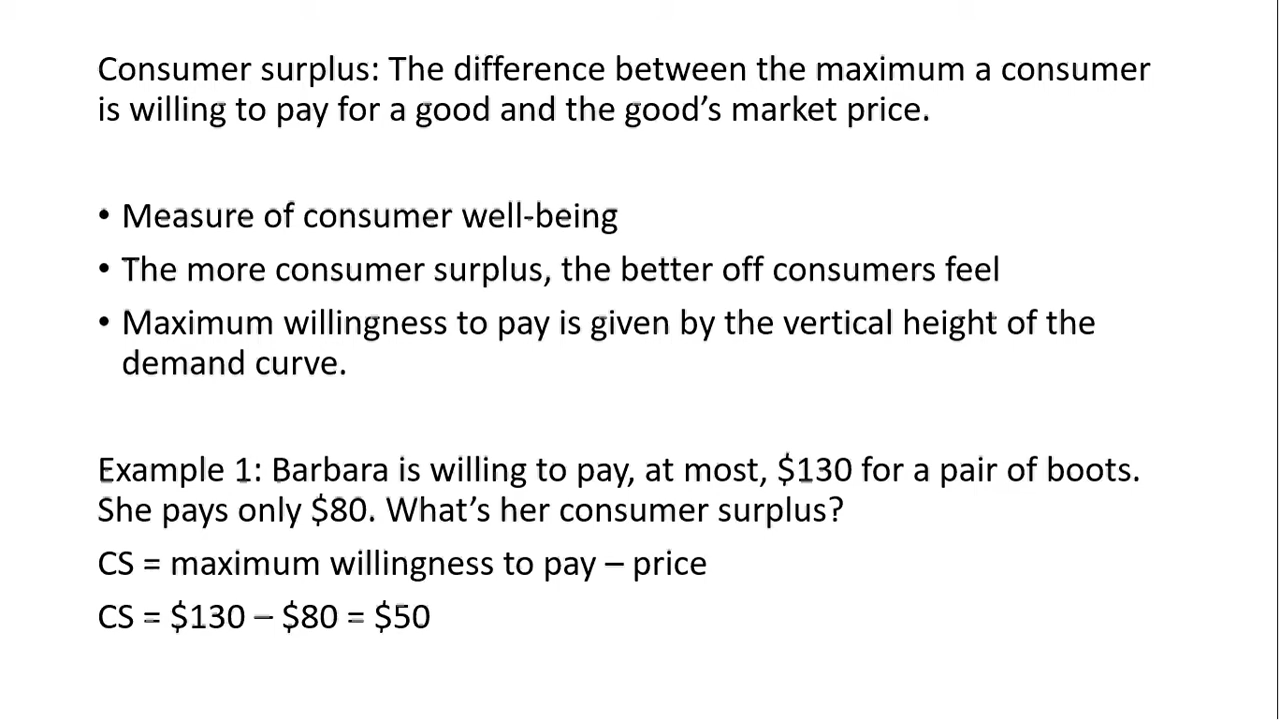 Consumer surplus: The difference between the maximum a consumer
is willing to pay for a good and the good’s market price.
• Measure of consumer well-being
• The more consumer surplus, the better off consumers feel
• Maximum willingness to pay is given by the vertical height of the
demand curve.
Example 1: Barbara is willing to pay, at most, $130 for a pair of boots.
She pays only $80. What’s her consumer surplus?
CS = maximum willingness to pay – price
CS = $130 – $80 = $50